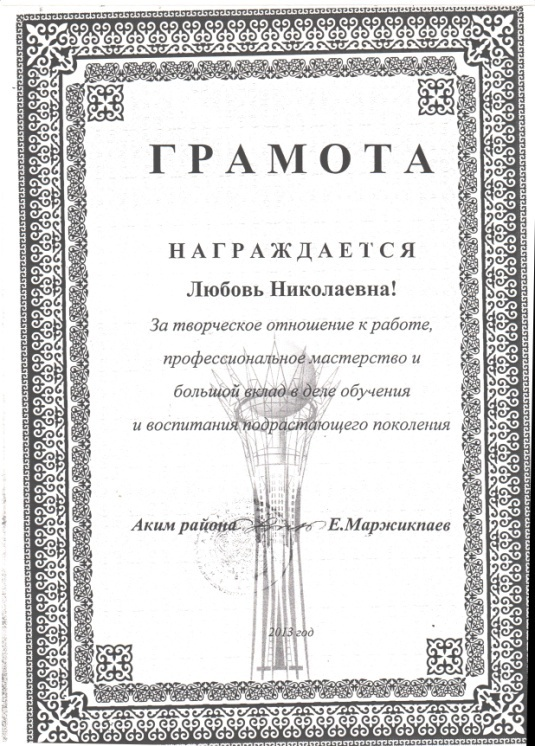 ГРАМОТА
НАГРАЖДАЕТСЯ
Любовь Николаевна!
За творческое отношение к работе,
профессиональное мастерство и
большой вклад в деле обучения
и воспитания подрастающего поколения
Аким района Е.Маржикпаев
2013 год